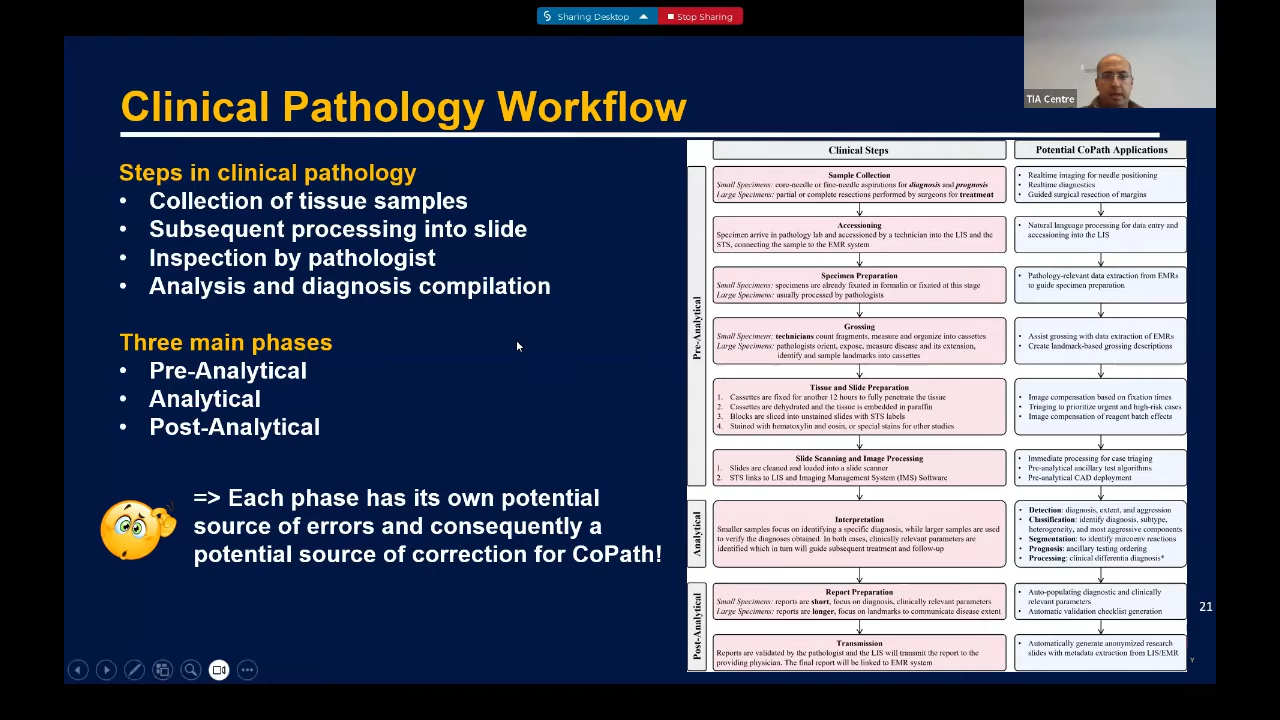 Sharing Desktop
Stop Sharing
TIA Centre
Clinical Pathology Workflow
Steps in clinical pathology
• Collection of tissue samples
• Subsequent processing into slide
• Inspection by pathologist
• Analysis and diagnosis compilation
Three main phases
• Pre-Analytical
• Analytical
• Post-Analytical
=> Each phase has its own potential
source of errors and consequently a
potential source of correction for CoPath!
Clinical Steps
Potential CoPath Applications
Pre-Analytical
Sample Collection
Small Specimens: core-needle or fine-needle aspirations for diagnosis and prognosis
Large Specimens: partial or complete resections performed by surgeons for treatment
• Realtime imaging for needle positioning
• Realtime diagnostics
• Guided surgical resection of margins
Accessioning
Specimen arrive in pathology lab and accessioned by a technician into the LIS and the
STS, connecting the sample to the EMR system
• Natural language processing for data entry and
accessioning into the LIS
Specimen Preparation
Small Specimens: specimens are already fixated in formalin or fixated at this stage
Large Specimens: usually processed by pathologists
• Pathology-relevant data extraction from EMRs
to guide specimen preparation
Grossing
Small Specimens: technicians count fragments, measure and organize into cassettes
Large Specimens: pathologists orient, expose, measure disease and its extension,
identify and sample landmarks into cassettes
• Assist grossing with data extraction of EMRs
• Create landmark-based grossing descriptions
Tissue and Slide Preparation
1. Cassettes are fixed for another 12 hours to fully penetrate the tissue
2. Cassettes are dehydrated and the tissue is embedded in paraffin
3. Blocks are sliced into unstained slides with STS labels
4. Stained with hematoxylin and eosin, or special stains for other studies
• Image compensation based on fixation times
• Triaging to prioritize urgent and high-risk cases
• Image compensation of reagent batch effects
Slide Scanning and Image Processing
1. Slides are cleaned and loaded into a slide scanner
2. STS links to LIS and Imaging Management System (IMS) Software
• Immediate processing for case triaging
• Pre-analytical ancillary test algorithms
• Pre-analytical CAD deployment
Analytical
Interpretation
Smaller samples focus on identifying a specific diagnosis, while larger samples are used
to verify the diagnoses obtained. In both cases, clinically relevant parameters are
identified which in turn will guide subsequent treatment and follow-up
• Detection: diagnosis, extent, and aggression
• Classification: identify diagnosis, subtype,
heterogeneity, and most aggressive components
• Segmentation: to identify mircoenv reactions
• Prognosis: ancillary testing ordering
• Processing: clinical differentia diagnosis*
Post-Analytical
Report Preparation
Small Specimens: reports are short, focus on diagnosis, clinically relevant parameters
Large Specimens: reports are longer, focus on landmarks to communicate disease extent
• Auto-populating diagnostic and clinically
relevant parameters
• Automatic validation checklist generation
Transmission
Reports are validated by the pathologist and the LIS will transmit the report to the
providing physician. The final report will be linked to EMR system
• Automatically generate anonymized research
slides with metadata extraction from LIS/EMR
21
Y